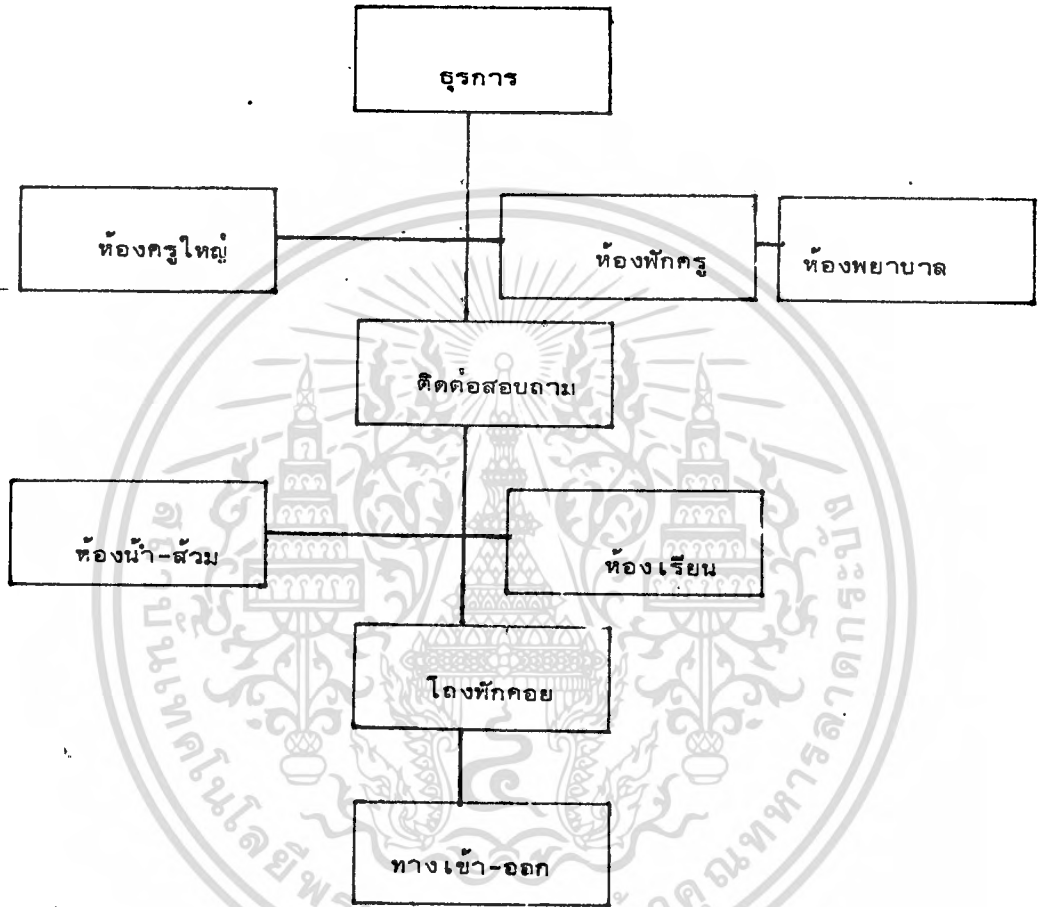 ธุรการ
ห้องครูใหญ่
ห้องพักครู
ห้องพยาบาล
ติดต่อสอบถาม
ห้องน้ำ-ส้วม
ห้องเรียน
โถงพักคอย
ทางเข้า-ออก